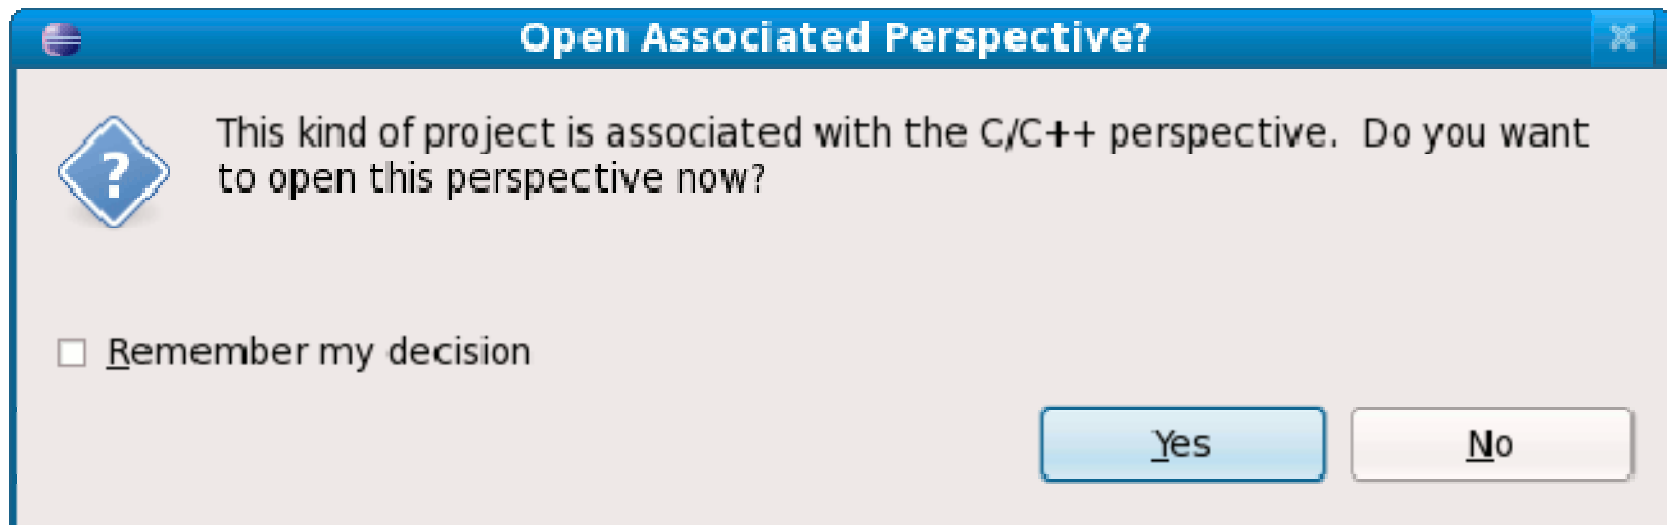 Open Associated Perspective?
This kind of project is associated with the C/C++ perspective.  Do you want
to open this perspective now?
Remember my decision
Yes
No